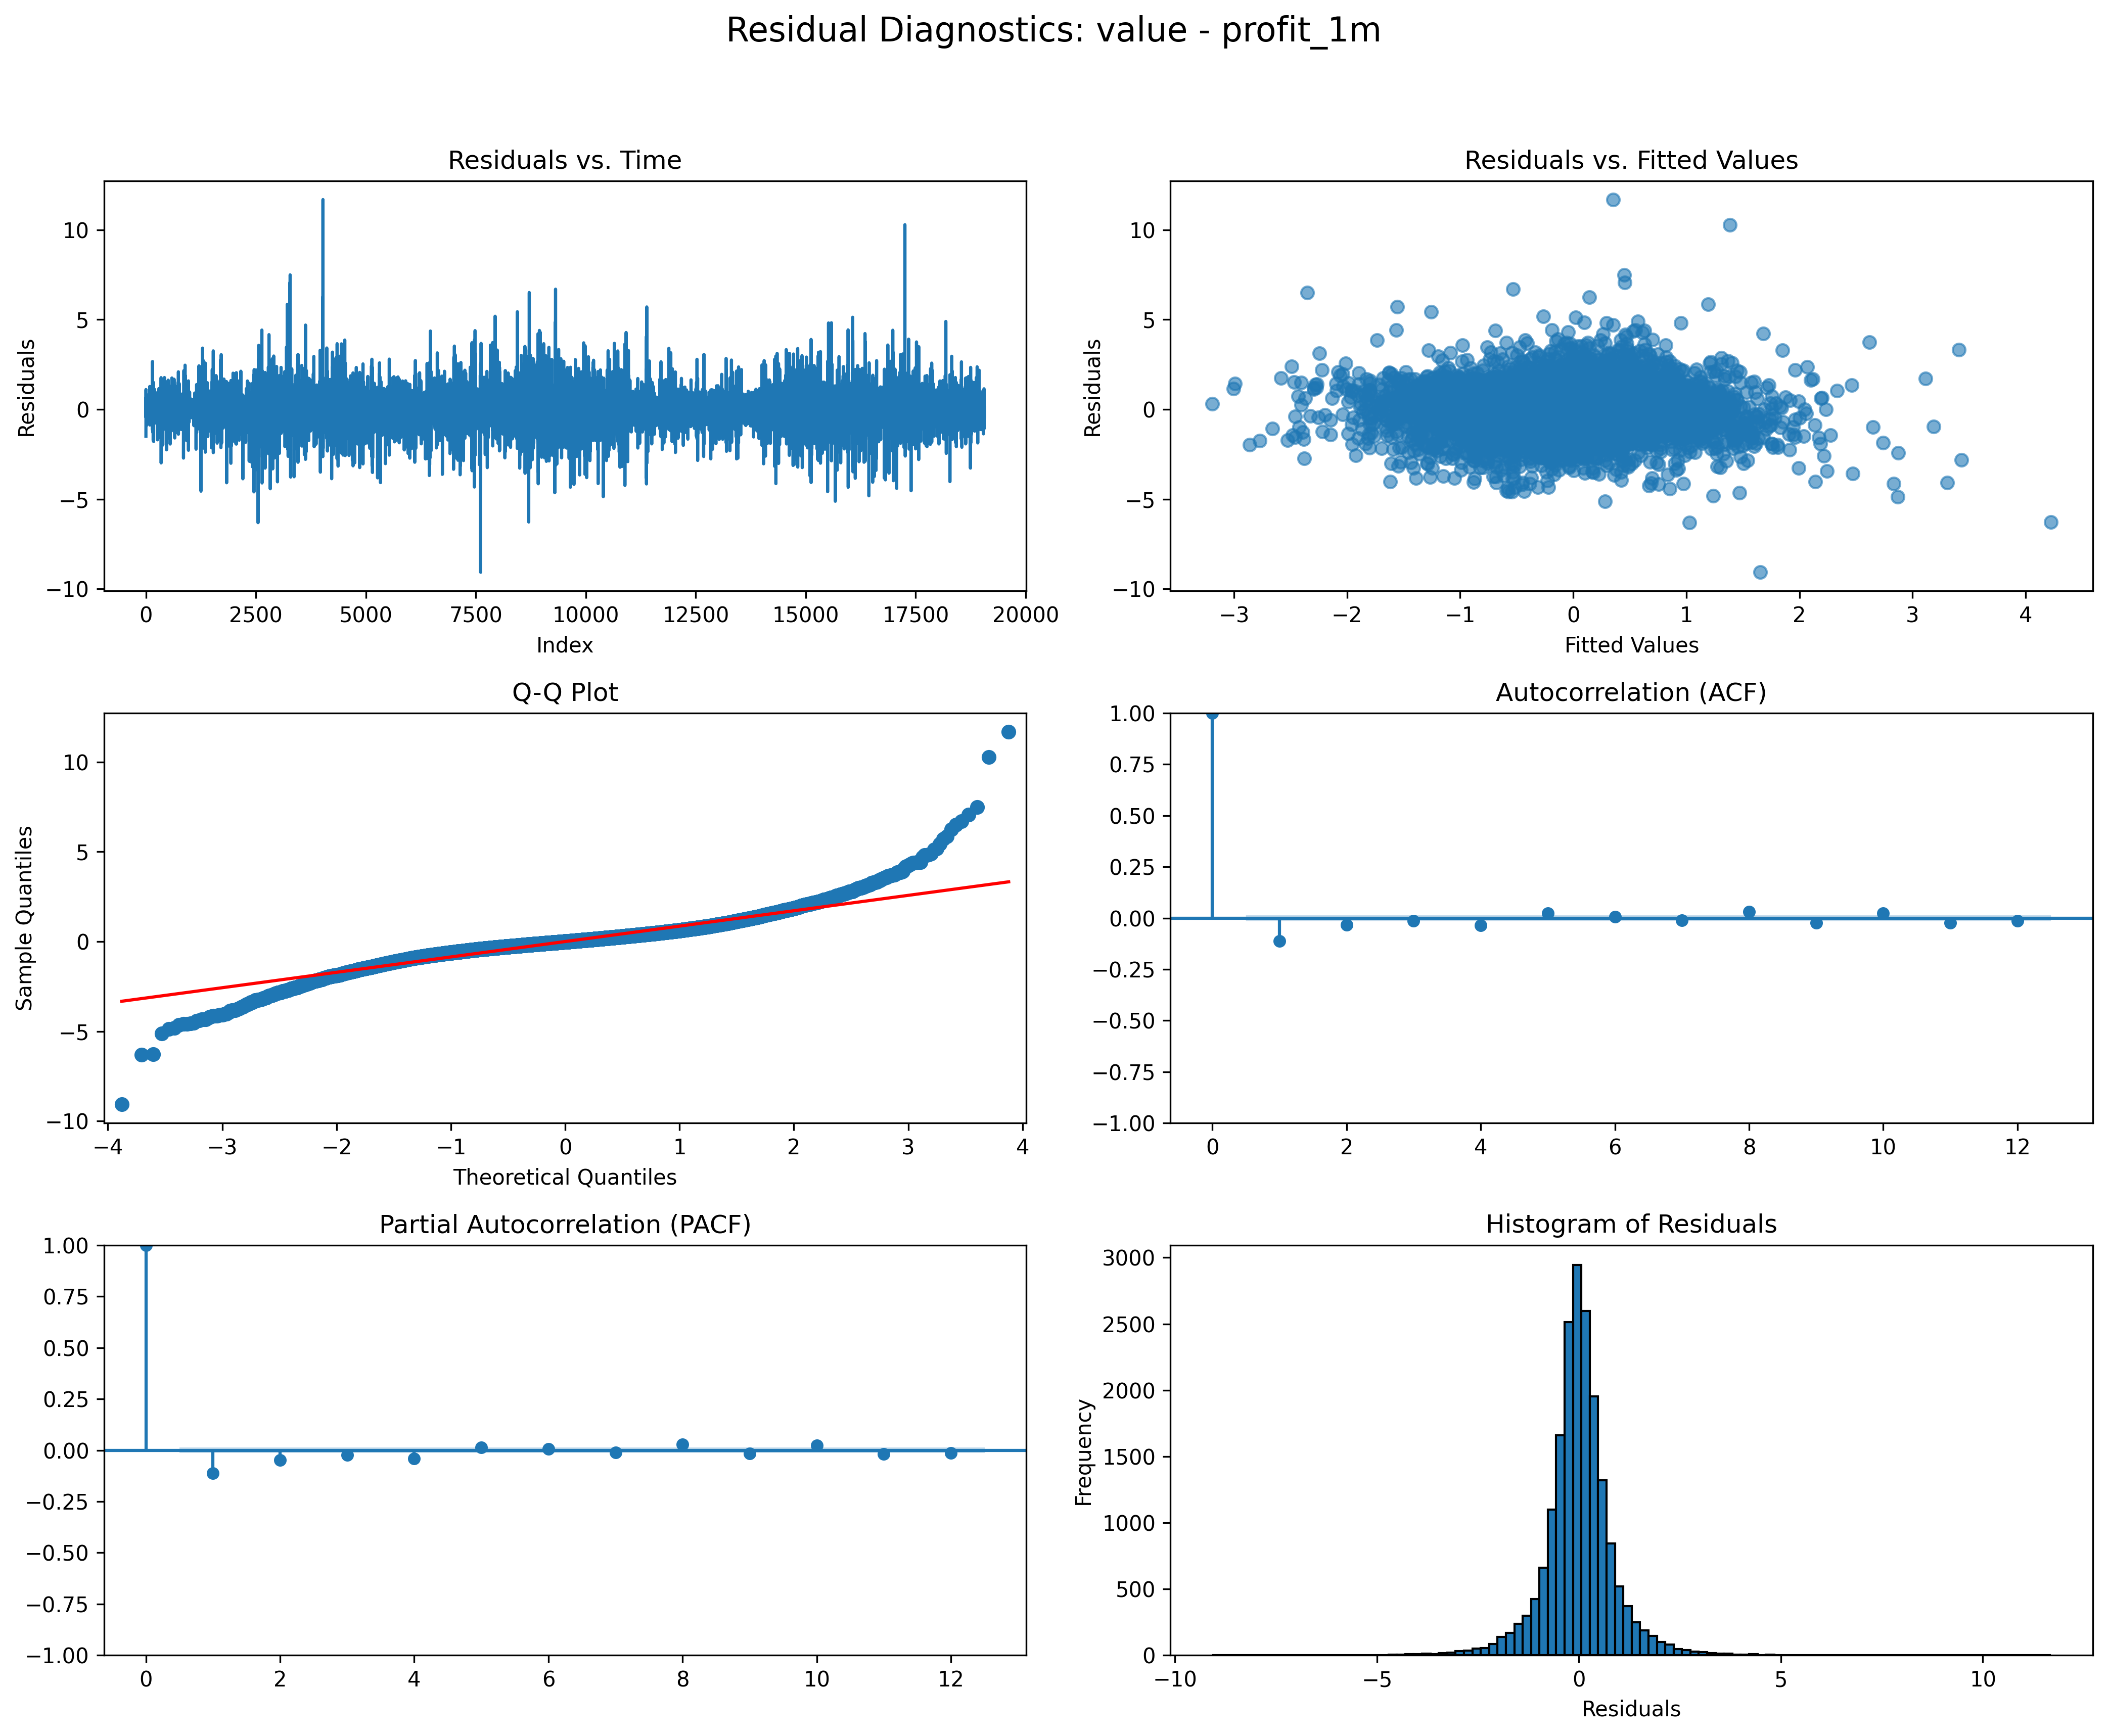 Residual Diagnostics: value - profit_1m
Residuals vs. Time
10
5
0
−5
−10
Residuals
0 2500 5000 7500 10000 12500 15000 17500 20000
Index
Residuals vs. Fitted Values
10
5
0
−5
−10
Residuals
−3 −2 −1 0 1 2 3 4
Fitted Values
Q-Q Plot
10
5
0
−5
−10
Sample Quantiles
−4 −3 −2 −1 0 1 2 3 4
Theoretical Quantiles
Autocorrelation (ACF)
1.00
0.75
0.50
0.25
0.00
−0.25
−0.50
−0.75
−1.00
0 2 4 6 8 10 12
Partial Autocorrelation (PACF)
1.00
0.75
0.50
0.25
0.00
−0.25
−0.50
−0.75
−1.00
0 2 4 6 8 10 12
Histogram of Residuals
3000
2500
2000
1500
1000
500
0
Frequency
−10 −5 0 5 10
Residuals